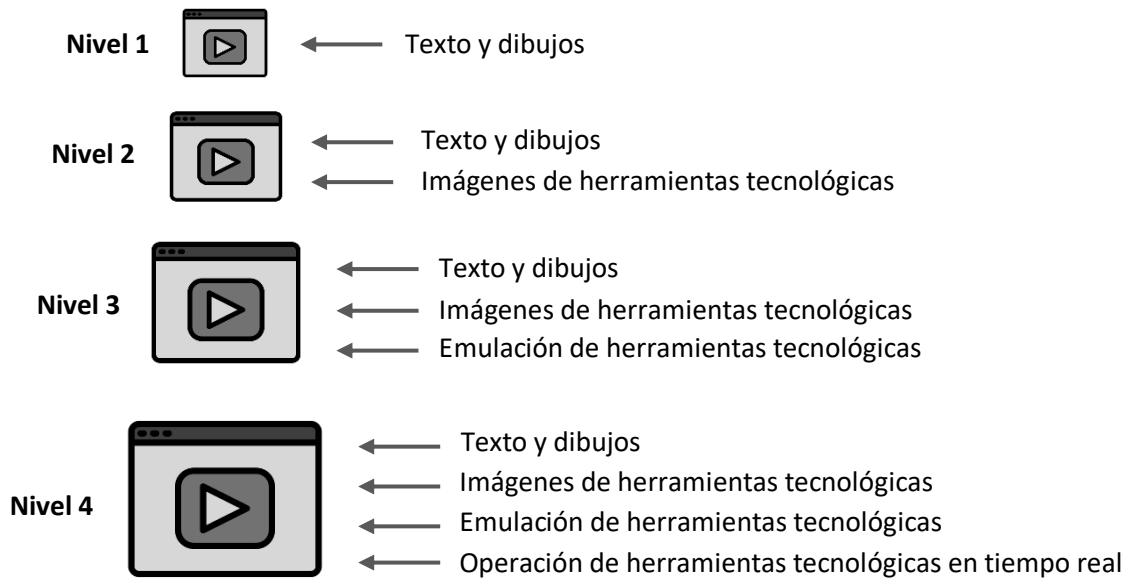 Nivel 1
Texto y dibujos
Nivel 2
Texto y dibujos
Imágenes de herramientas tecnológicas
Nivel 3
Texto y dibujos
Imágenes de herramientas tecnológicas
Emulación de herramientas tecnológicas
Nivel 4
Texto y dibujos
Imágenes de herramientas tecnológicas
Emulación de herramientas tecnológicas
Operación de herramientas tecnológicas en tiempo real